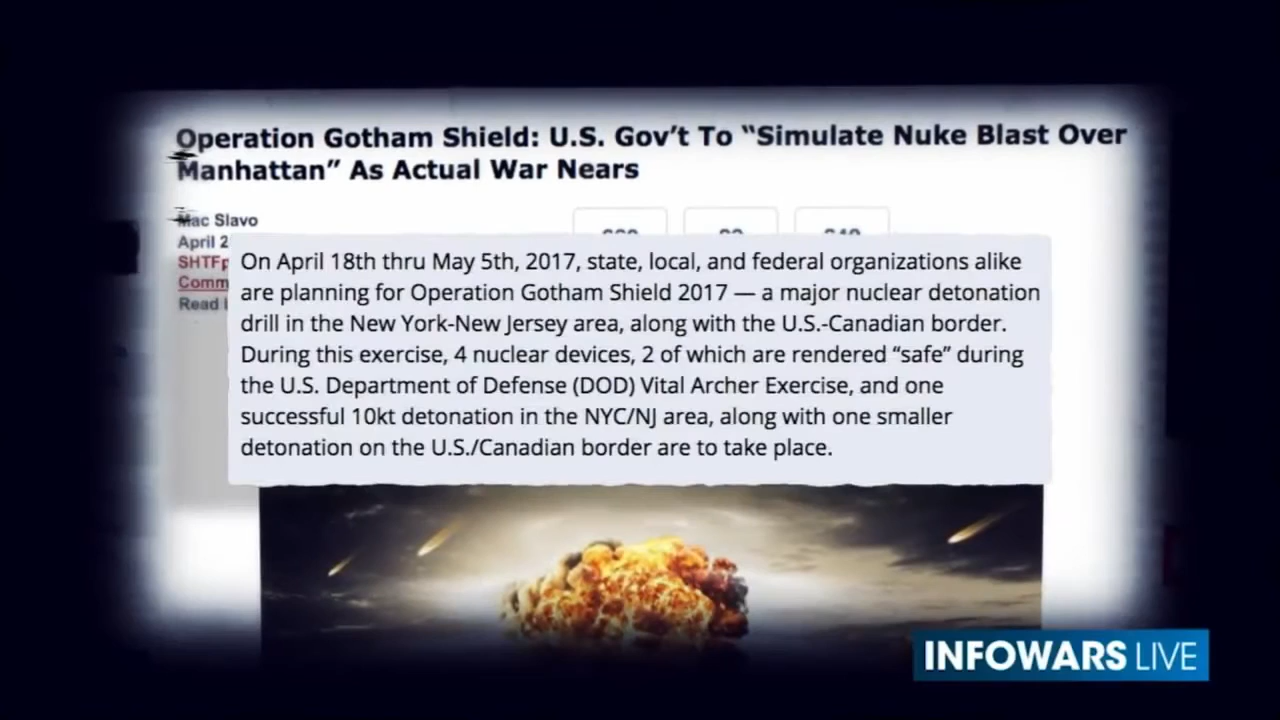 Operation Gotham Shield: U.S. Gov't To “Simulate Nuke Blast Over
Manhattan” As Actual War Nears
Mac Slavo
April 2
SHTFp
Comm
Read
On April 18th thru May 5th, 2017, state, local, and federal organizations alike
are planning for Operation Gotham Shield 2017 — a major nuclear detonation
drill in the New York-New Jersey area, along with the U.S.-Canadian border.
During this exercise, 4 nuclear devices, 2 of which are rendered “safe” during
the U.S. Department of Defense (DOD) Vital Archer Exercise, and one
successful 10kt detonation in the NYC/NJ area, along with one smaller
detonation on the U.S./Canadian border are to take place.
INFOWARS LIVE